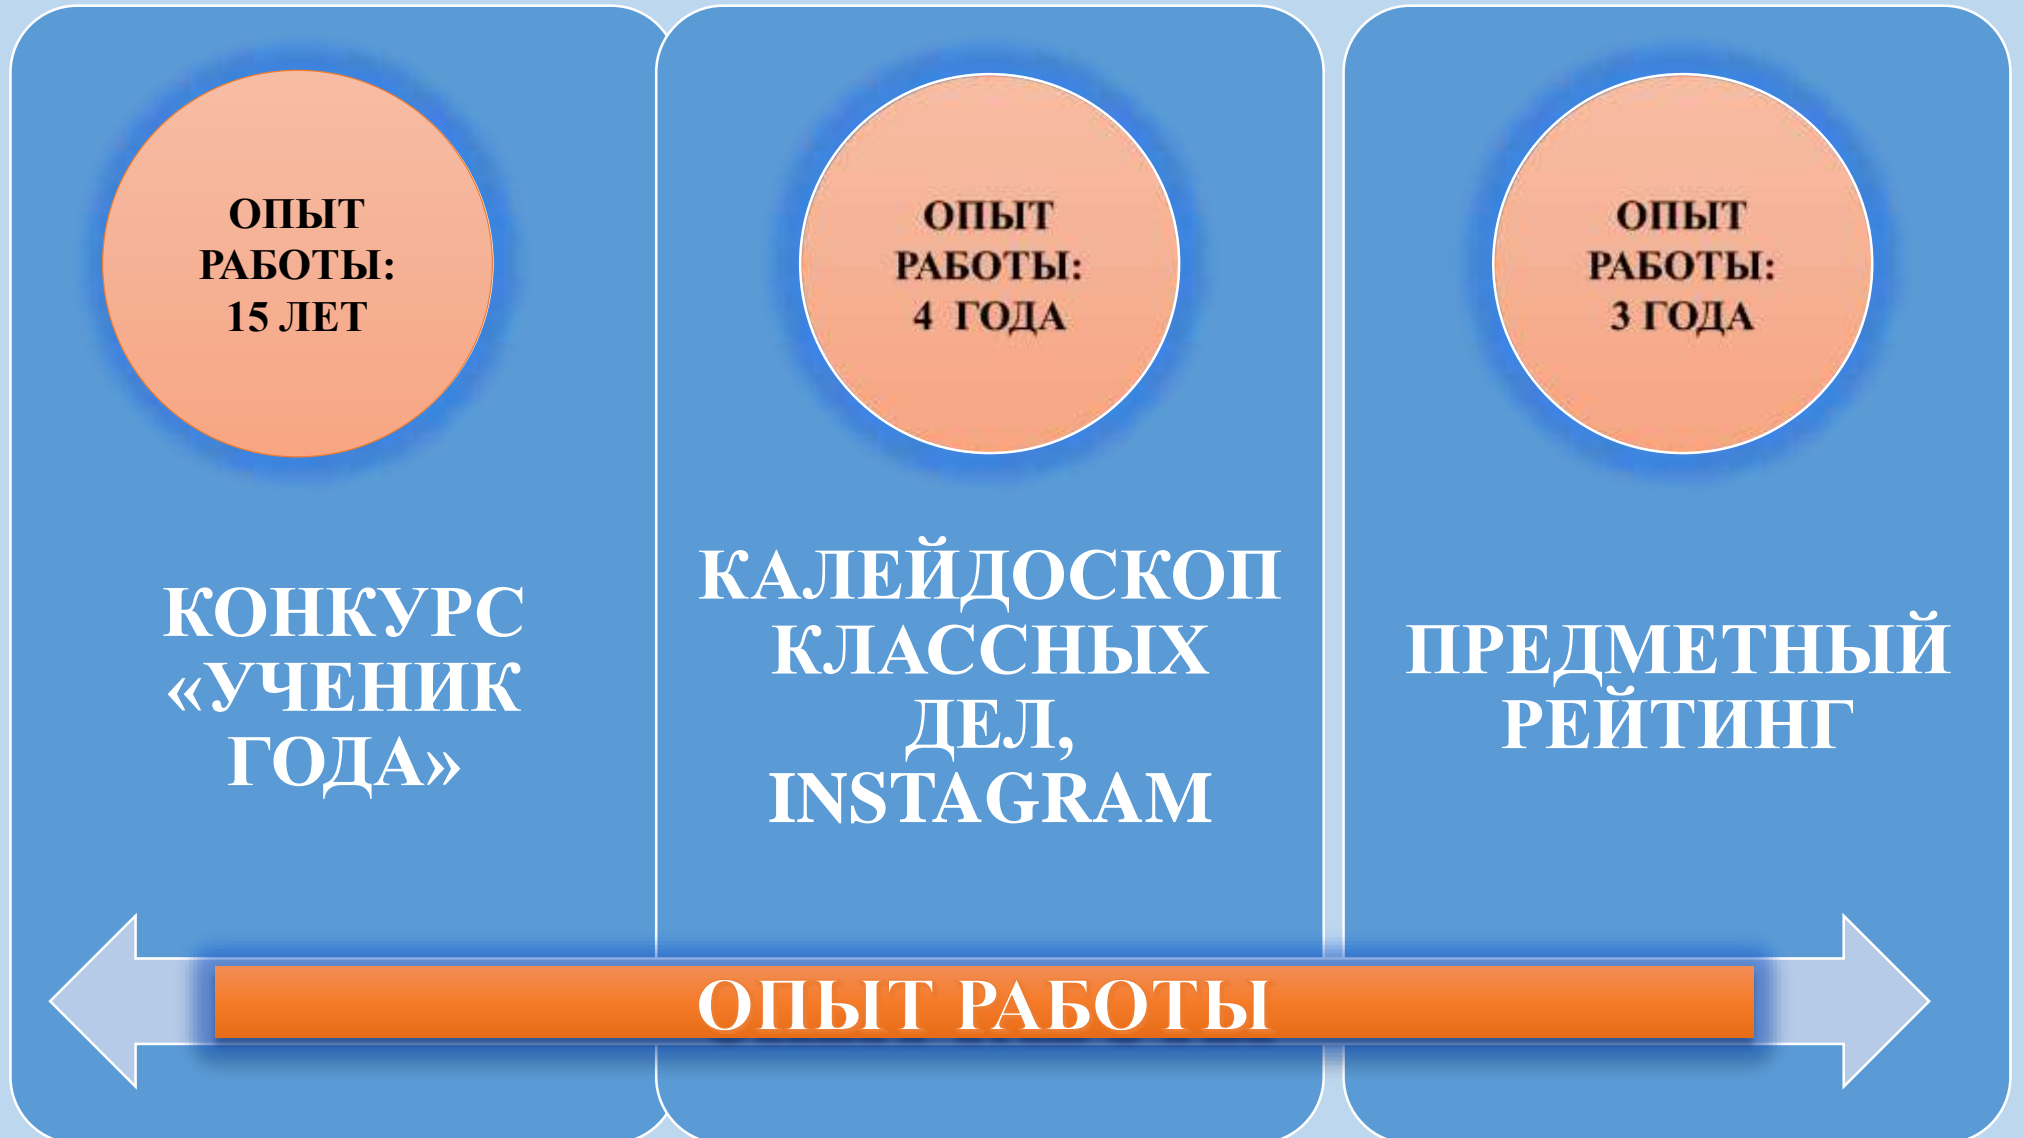 ОПЫТ
РАБОТЫ:
15 ЛЕТ
КОНКУРС
«УЧЕНИК
ГОДА»
ОПЫТ
РАБОТЫ:
4 ГОДА
КАЛЕЙДОСКОП
КЛАССНЫХ
ДЕЛ,
INSTAGRAM
ОПЫТ
РАБОТЫ:
3 ГОДА
ПРЕДМЕТНЫЙ
РЕЙТИНГ
ОПЫТ РАБОТЫ